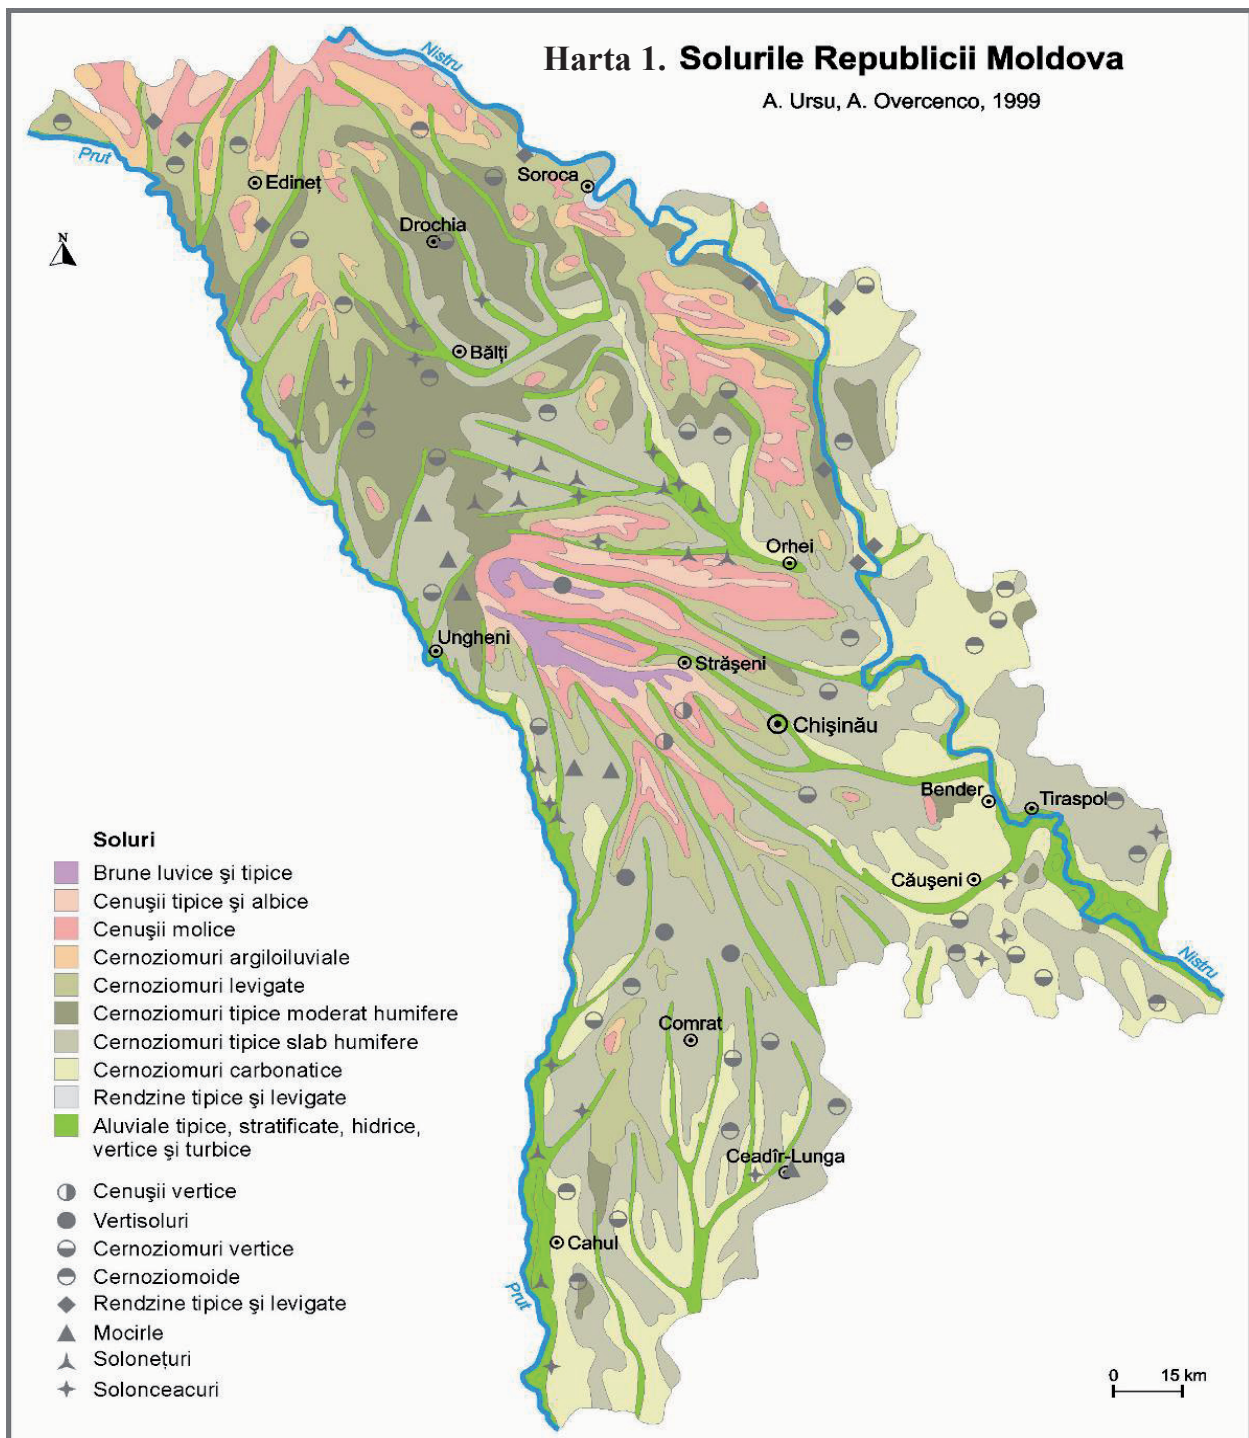 Harta 1. Solurile Republicii Moldova
A. Ursu, A. Overcenco, 1999
Nistru
Prut
Edineț
Soroca
Drochia
N
Bălți
Orhei
Ungheni
Strășeni
Chișinău
Bender
Tiraspol
Căușeni
Nistru
Comrat
Ceadîr-Lunga
Cahul
Prut
Soluri
Brune luvice și tipice
Cenușii tipice și albice
Cenușii molice
Cernoziomuri argiloiluviale
Cernoziomuri levigate
Cernoziomuri tipice moderat humifere
Cernoziomuri tipice slab humifere
Cernoziomuri carbonatice
Rendzine tipice și levigate
Aluviale tipice, stratificate, hidrice,
vertice și turbice
Cenușii vertice
Vertisoluri
Cernoziomuri vertice
Cernoziomoide
Rendzine tipice și levigate
Mocirle
Solonețuri
Solonceacuri
0 15 km